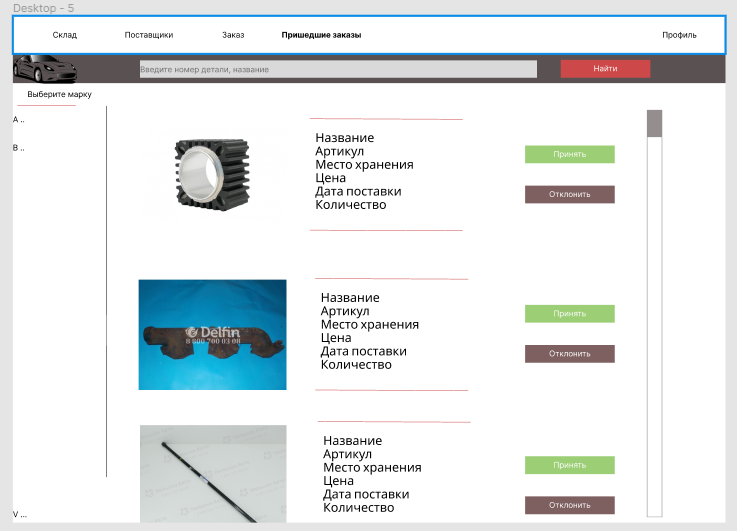 Desktop - 5
Склад Поставщики Заказ Пришедшие заказы Профиль
Введите номер детали, название Найти
Выберите марку
А ..
В ..
Название
Артикул
Место хранения
Цена
Дата поставки
Количество
Принять
Отклонить
Delfin
8 800 700 03 08
Название
Артикул
Место хранения
Цена
Дата поставки
Количество
Принять
Отклонить
Название
Артикул
Место хранения
Цена
Дата поставки
Количество
Принять
Отклонить
V ...